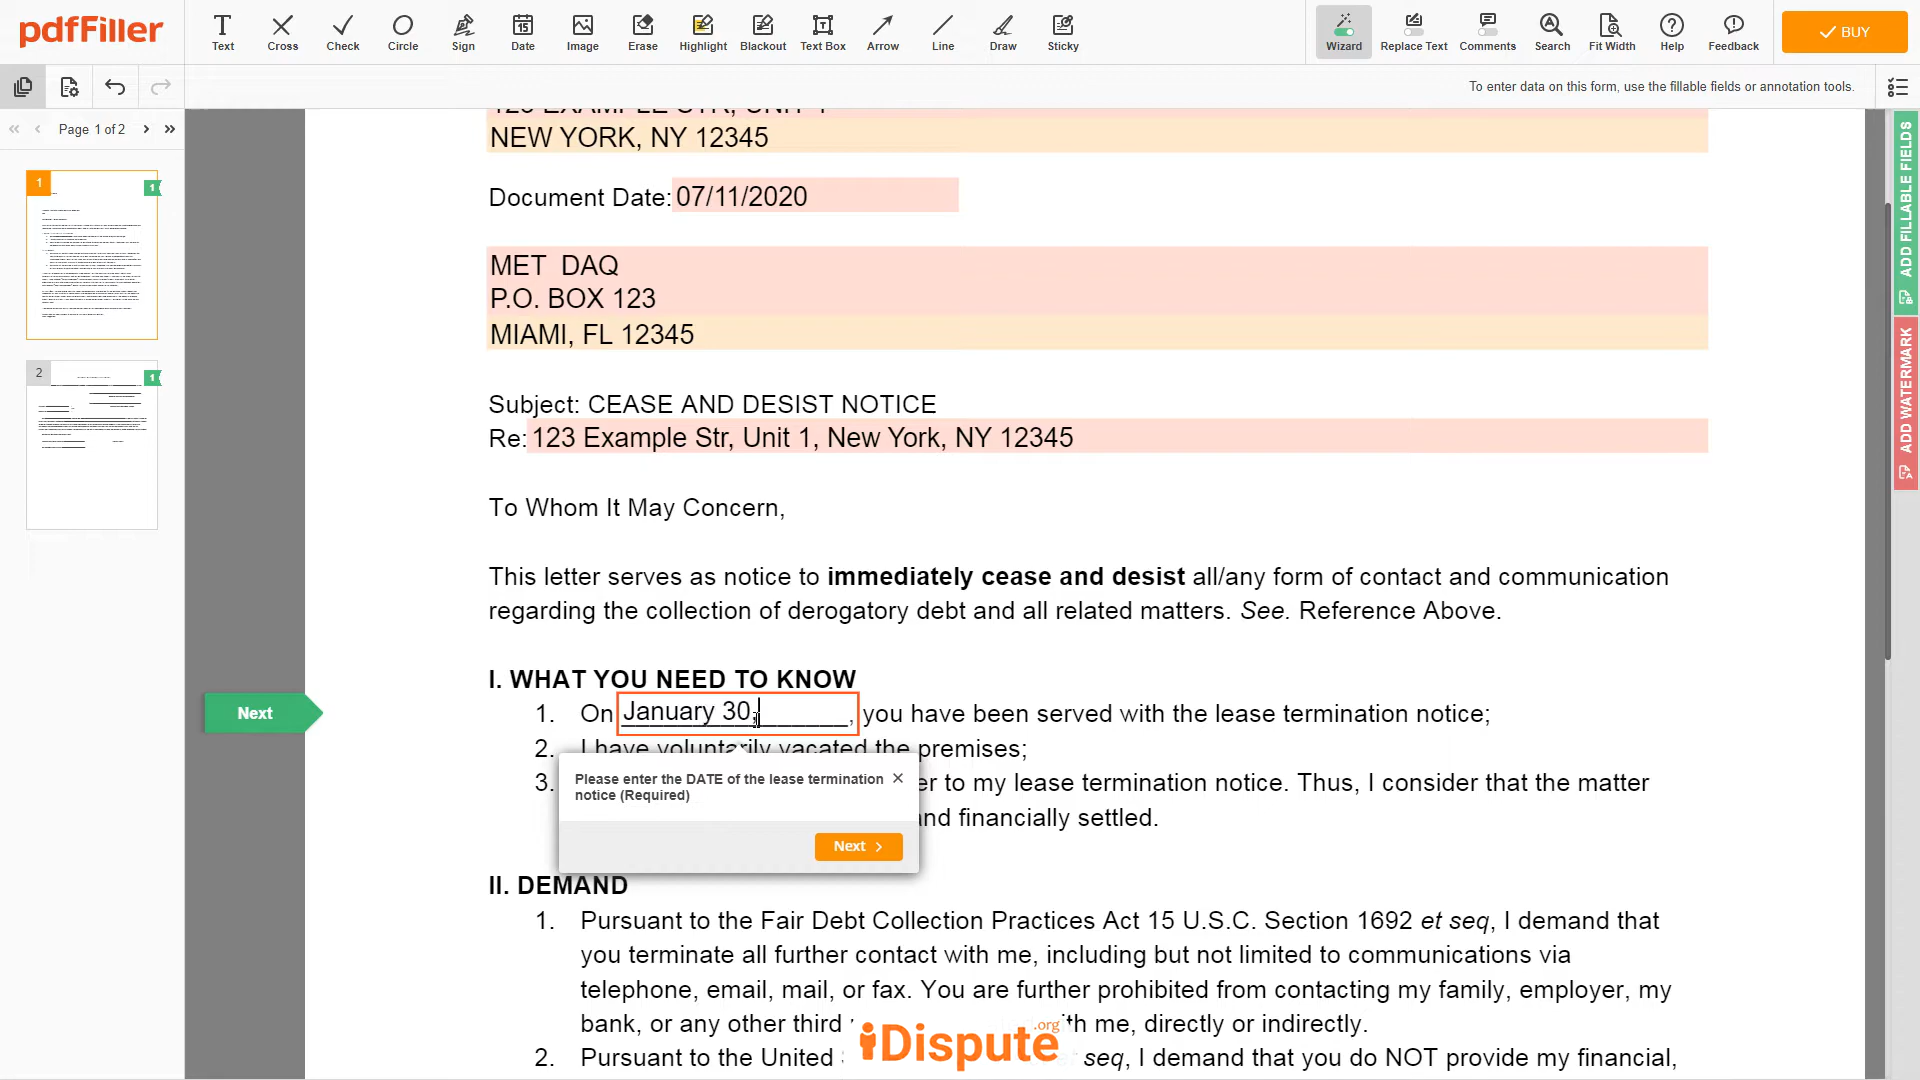 pdfFiller
Text
Cross
Check
Circle
Sign
Date
Image
Erase
Highlight
Blackout
Text Box
Arrow
Line
Draw
Sticky
Wizard
Replace Text
Comments
Search
Fit Width
Help
Feedback
BUY
To enter data on this form, use the fillable fields or annotation tools.
Page 1 of 2
1
1
2
1
ADD FILLABLE FIELDS
ADD WATERMARK
NEW YORK, NY 12345
Document Date: 07/11/2020
MET DAQ
P.O. BOX 123
MIAMI, FL 12345
Subject: CEASE AND DESIST NOTICE
Re: 123 Example Str, Unit 1, New York, NY 12345
To Whom It May Concern,
This letter serves as notice to immediately cease and desist all/any form of contact and communication
regarding the collection of derogatory debt and all related matters. See. Reference Above.
I. WHAT YOU NEED TO KNOW
Next
1. On January 30, , you have been served with the lease termination notice;
2. I have voluntarily vacated the premises;
3. er to my lease termination notice. Thus, I consider that the matter
and financially settled.
Please enter the DATE of the lease termination
notice (Required)
Next
II. DEMAND
1. Pursuant to the Fair Debt Collection Practices Act 15 U.S.C. Section 1692 et seq, I demand that
you terminate all further contact with me, including but not limited to communications via
telephone, email, mail, or fax. You are further prohibited from contacting my family, employer, my
bank, or any other third with me, directly or indirectly.
2. Pursuant to the United seq, I demand that you do NOT provide my financial,
iDispute.org